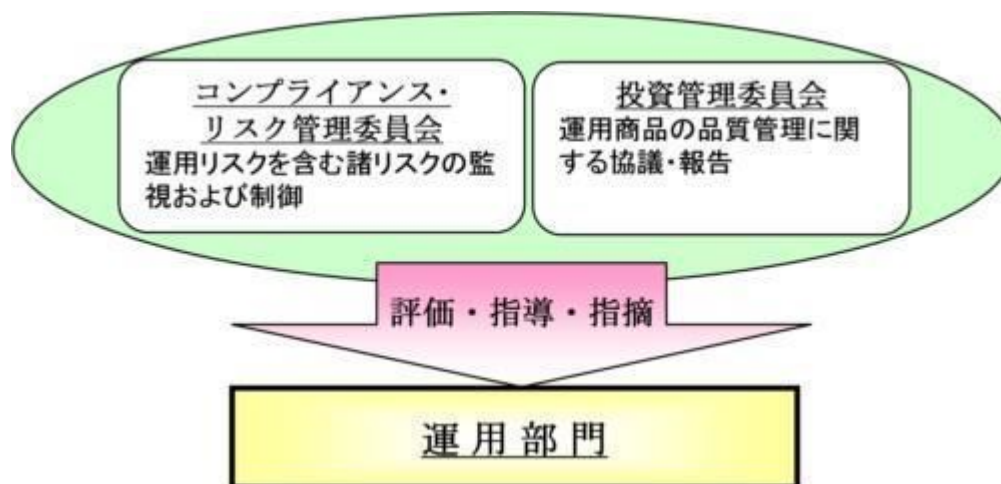 コンプライアンス・
リスク管理委員会
運用リスクを含む諸リスクの監
視および制御
投資管理委員会
運用商品の品質管理に関
する協議・報告
評価・指導・指摘
運用部門